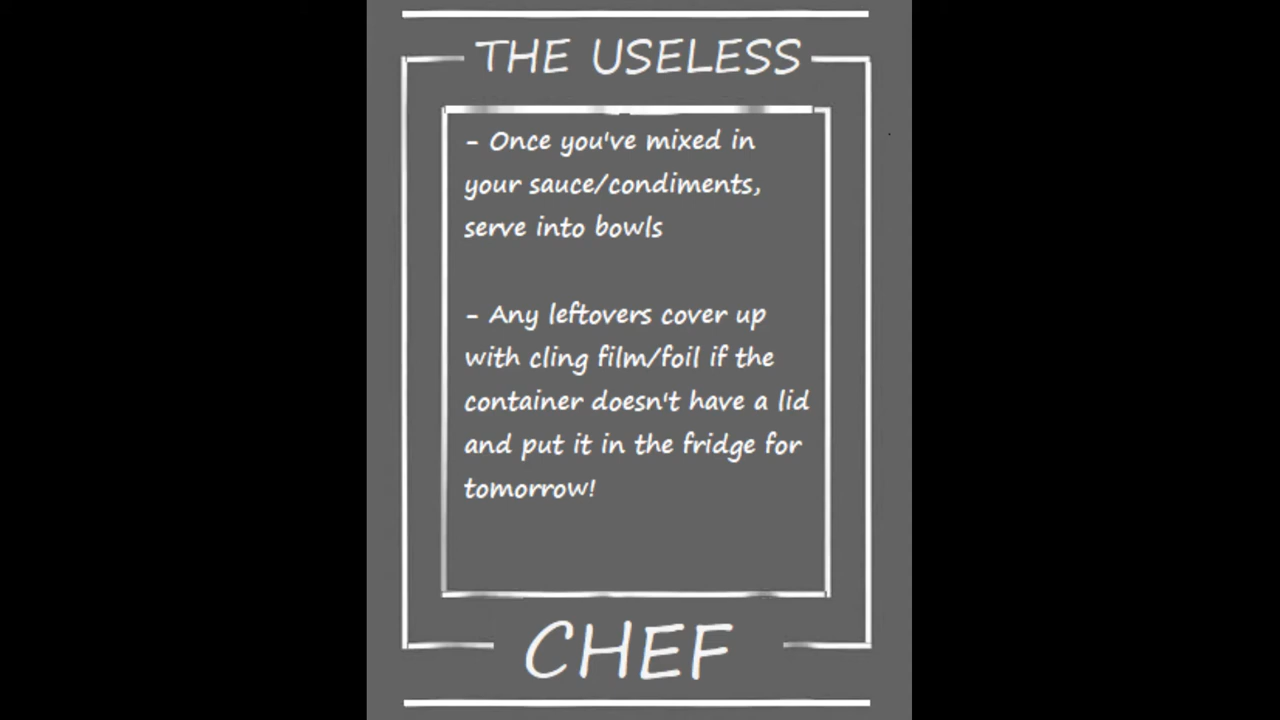 THE USELESS
- Once you've mixed in
your sauce/condiments,
serve into bowls
- Any leftovers cover up
with cling film/foil if the
container doesn't have a lid
and put it in the fridge for
tomorrow!
CHEF